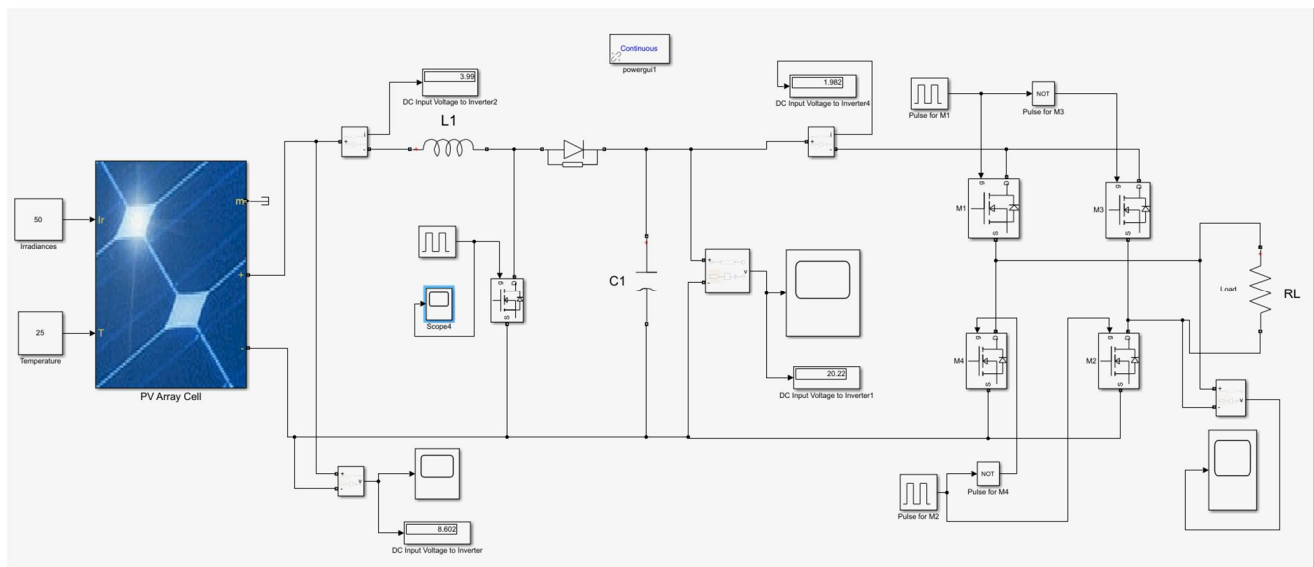 Continuous
powergui1
3.99
DC Input Voltage to Inverter2
1.982
DC Input Voltage to Inverter4
Pulse for M1
NOT
Pulse for M3
L1
i
+
-
i
+
-
50
Irradiances
Ir
m
+
T
-
25
Temperature
PV Array Cell
Scope4
g
D
S
C1
+
-
v
20.22
DC Input Voltage to Inverter1
M1
g
D
S
M3
g
D
S
Load
RL
M4
g
D
S
M2
g
D
S
+
-
v
+
-
v
8.602
DC Input Voltage to Inverter
NOT
Pulse for M4
Pulse for M2